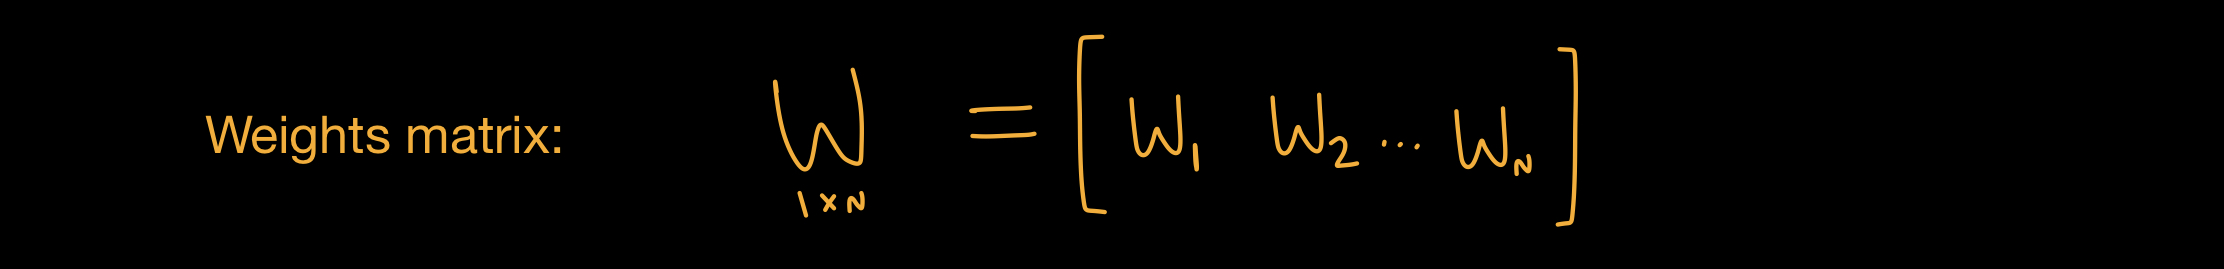 Weights matrix: W 1×N = [ W1 W2 ... WN ]